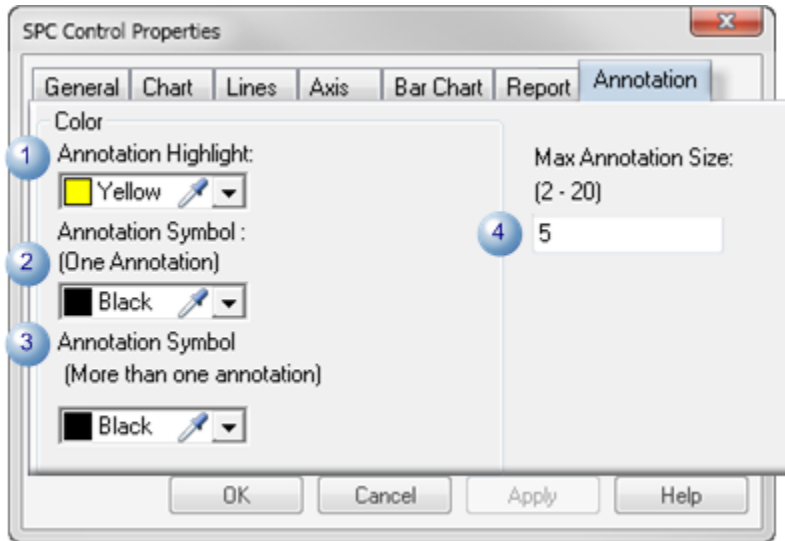 SPC Control Properties
General Chart Lines Axis Bar Chart Report Annotation
Color
1 Annotation Highlight:
Yellow
Annotation Symbol :
2 (One Annotation)
Black
3 Annotation Symbol
(More than one annotation)
Black
Max Annotation Size:
(2 - 20)
4 5
OK Cancel Apply Help